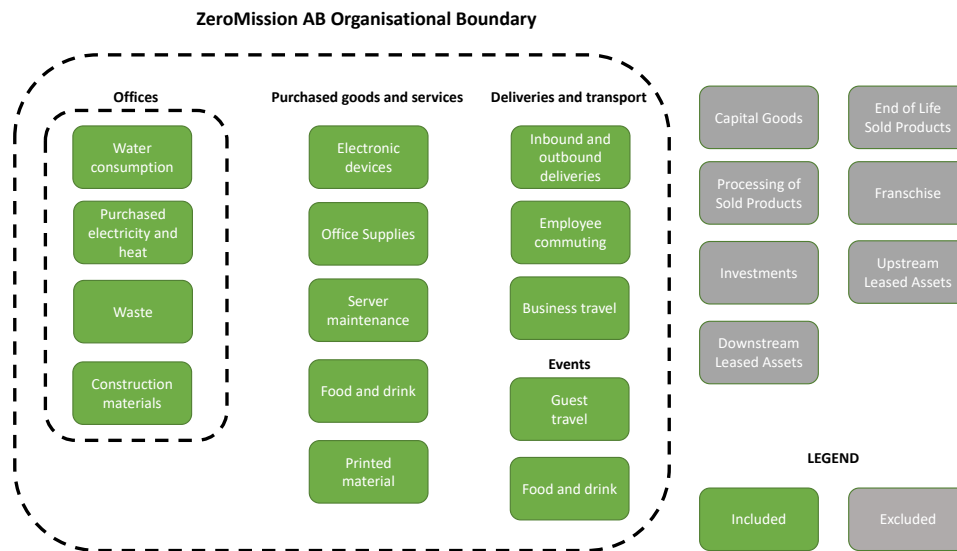 ZeroMission AB Organisational Boundary
Offices
Water
consumption
Purchased
electricity and
heat
Waste
Construction
materials
Purchased goods and services
Electronic
devices
Office Supplies
Server
maintenance
Food and drink
Printed
material
Deliveries and transport
Inbound and
outbound
deliveries
Employee
commuting
Business travel
Events
Guest
travel
Food and drink
Capital Goods
End of Life
Sold Products
Processing of
Sold Products
Franschise
Investments
Upstream
Leased Assets
Downstream
Leased Assets
LEGEND
Included
Excluded